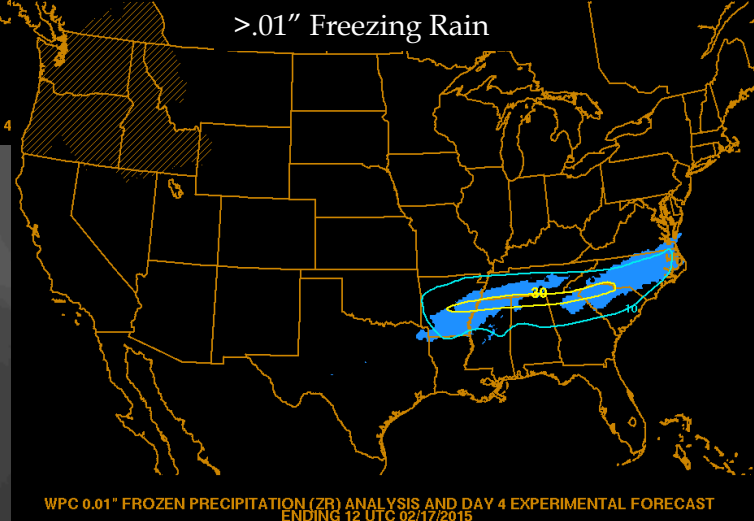 >.01” Freezing Rain
4
30
10
WPC 0.01" FROZEN PRECIPITATION (ZR) ANALYSIS AND DAY 4 EXPERIMENTAL FORECAST
ENDING 12 UTC 02/17/2015